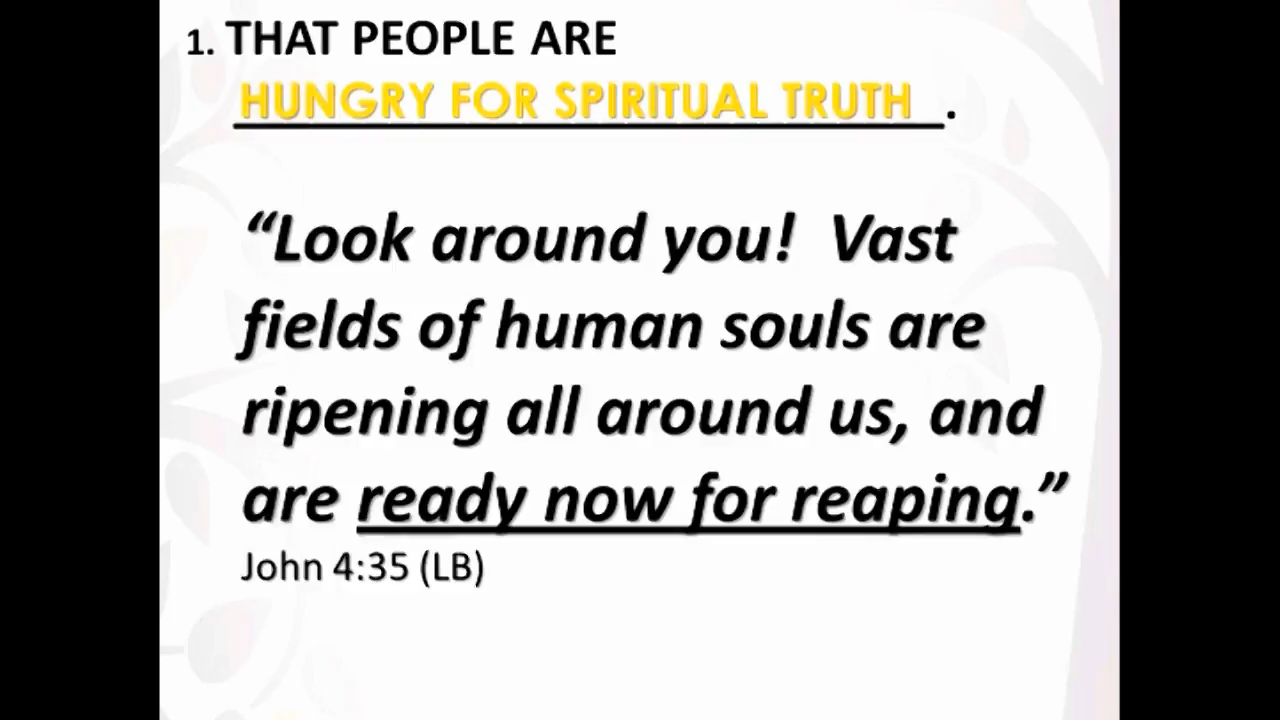 1. THAT PEOPLE ARE
HUNGRY FOR SPIRITUAL TRUTH.
“Look around you!  Vast
fields of human souls are
ripening all around us, and
are ready now for reaping.”
John 4:35 (LB)